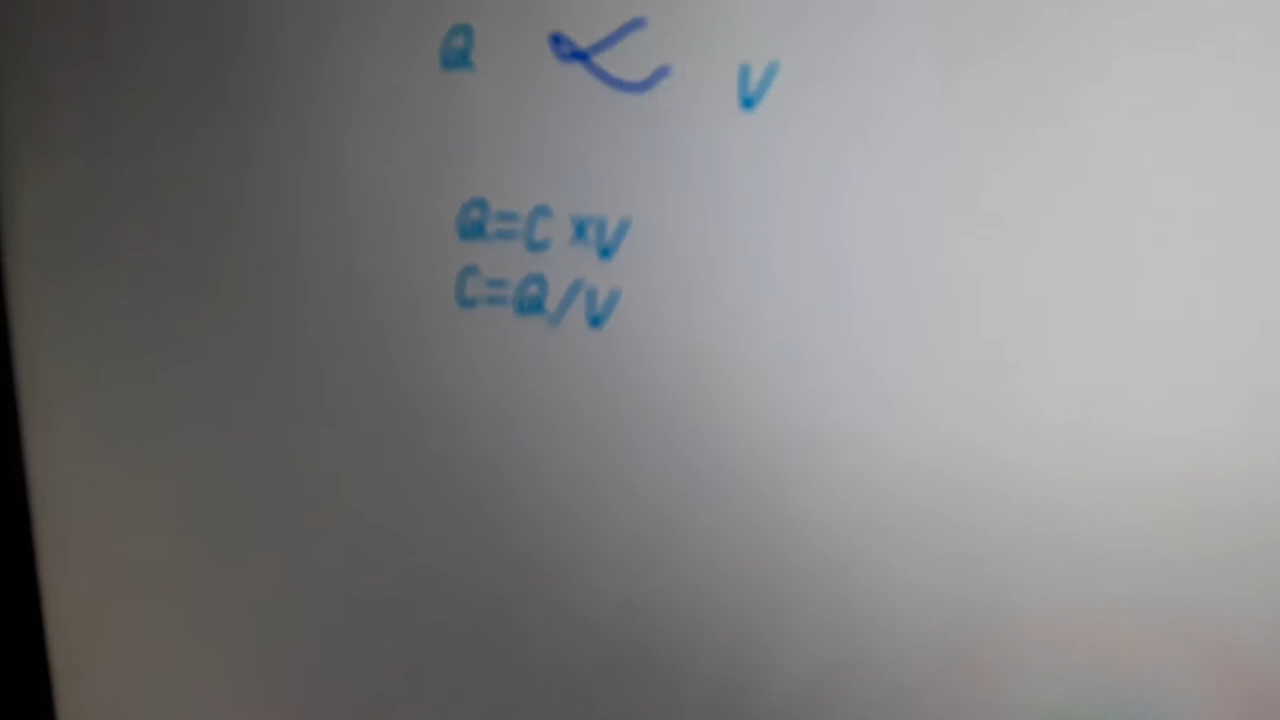 Q ∝ V
Q=C×V
C=Q/V